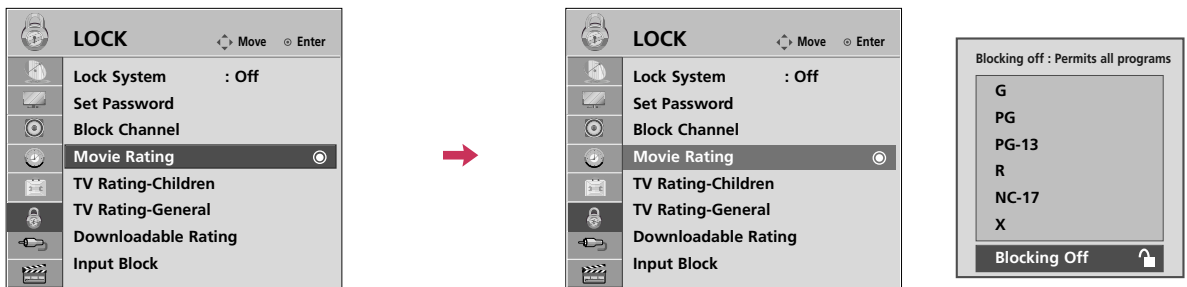 LOCK
Move Enter
Lock System : Off
Set Password
Block Channel
Movie Rating
TV Rating-Children
TV Rating-General
Downloadable Rating
Input Block
LOCK
Move Enter
Lock System : Off
Set Password
Block Channel
Movie Rating
TV Rating-Children
TV Rating-General
Downloadable Rating
Input Block
Blocking off : Permits all programs
G
PG
PG-13
R
NC-17
X
Blocking Off